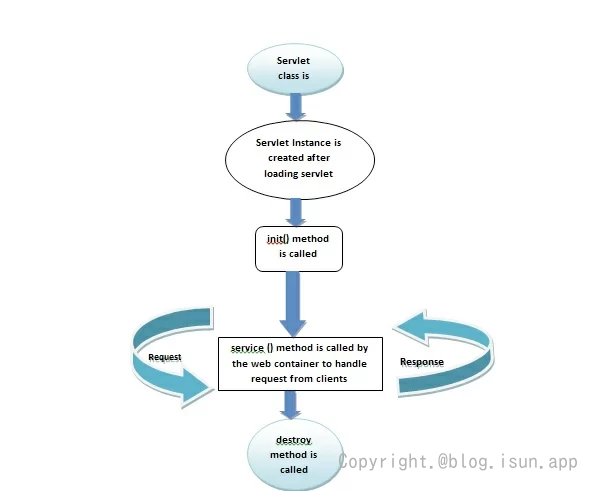 Servlet
class is
Servlet Instance is
created after
loading servlet
init() method
is called
Request
service () method is called by
the web container to handle
request from clients
Response
destroy
method is
called
Copyright.@blog.isun.app